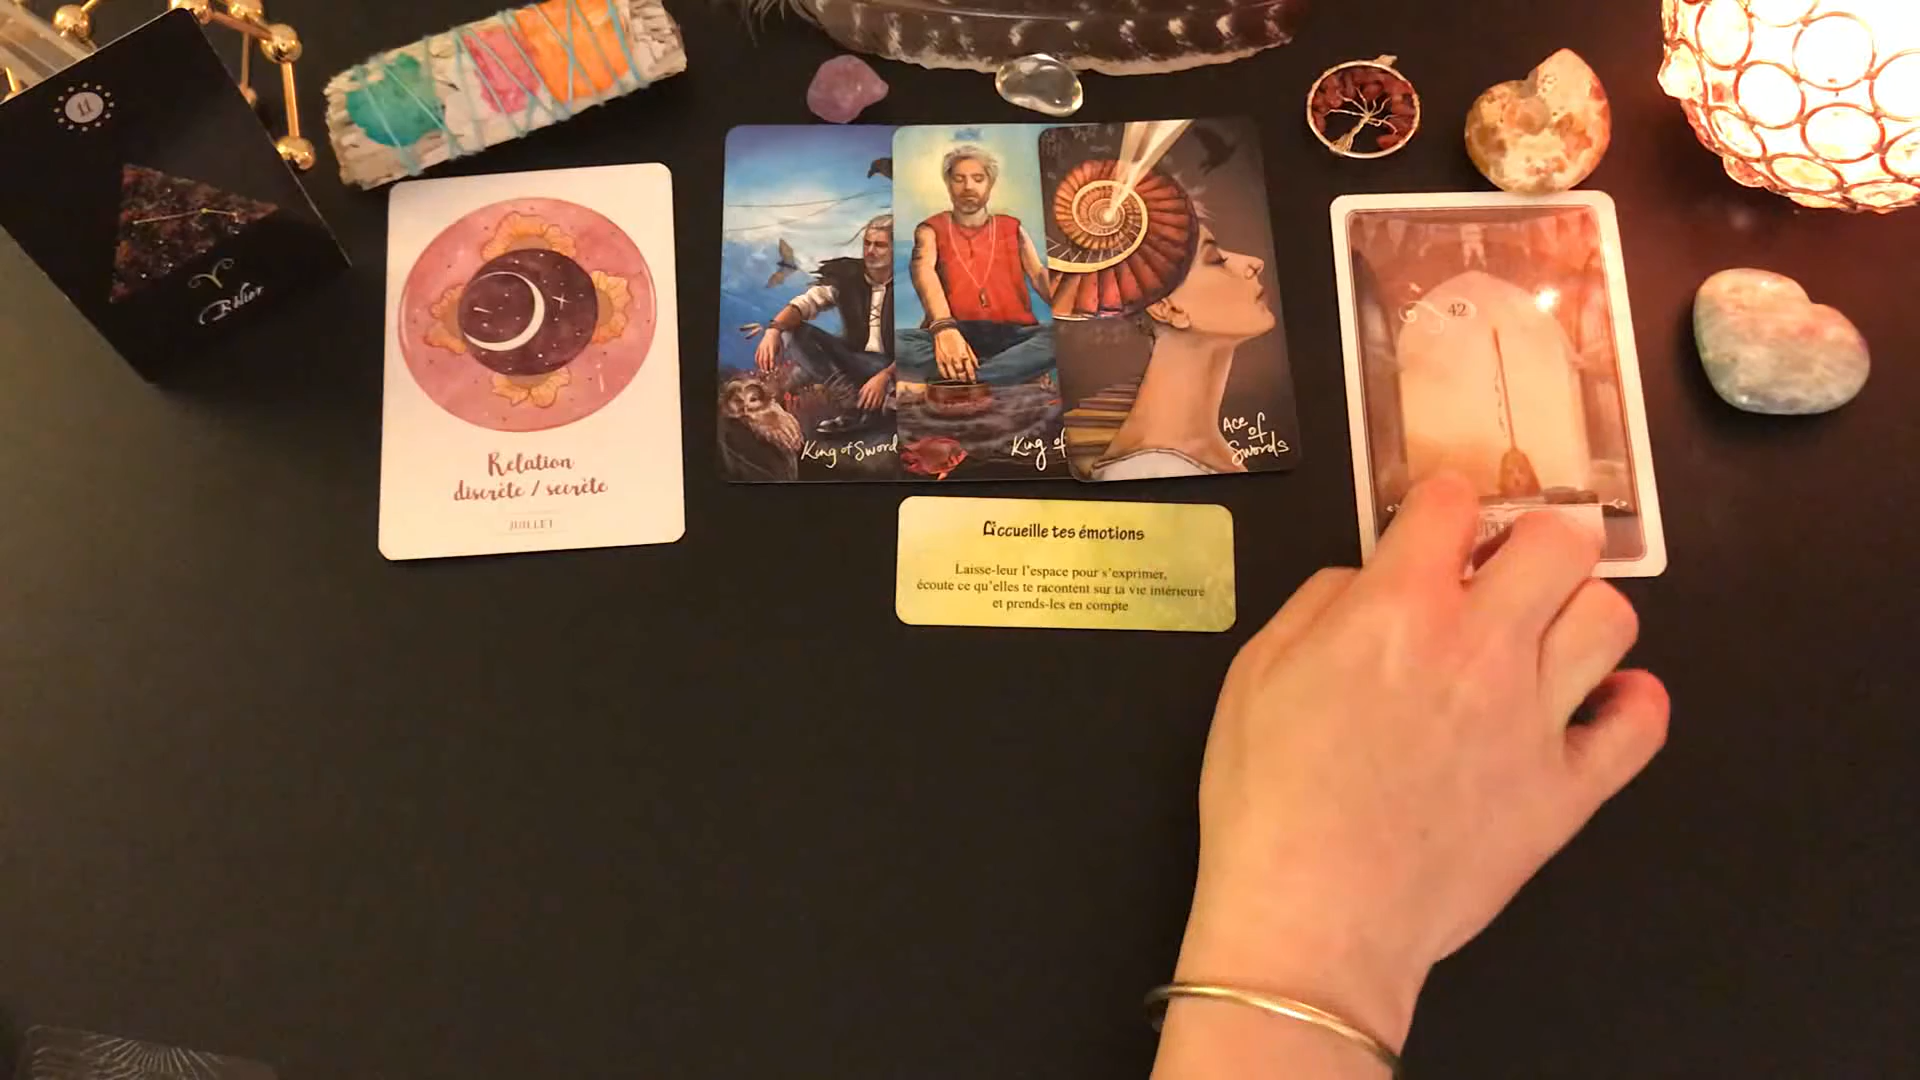 11
Bélier
Relation
discrète / secrète
JUILLET
King of Sword
King of
Ace
of
Swords
42
Accueille tes émotions
Laisse-leur l'espace pour s'exprimer,
écoute ce qu'elles te racontent sur ta vie intérieure
et prends-les en compte